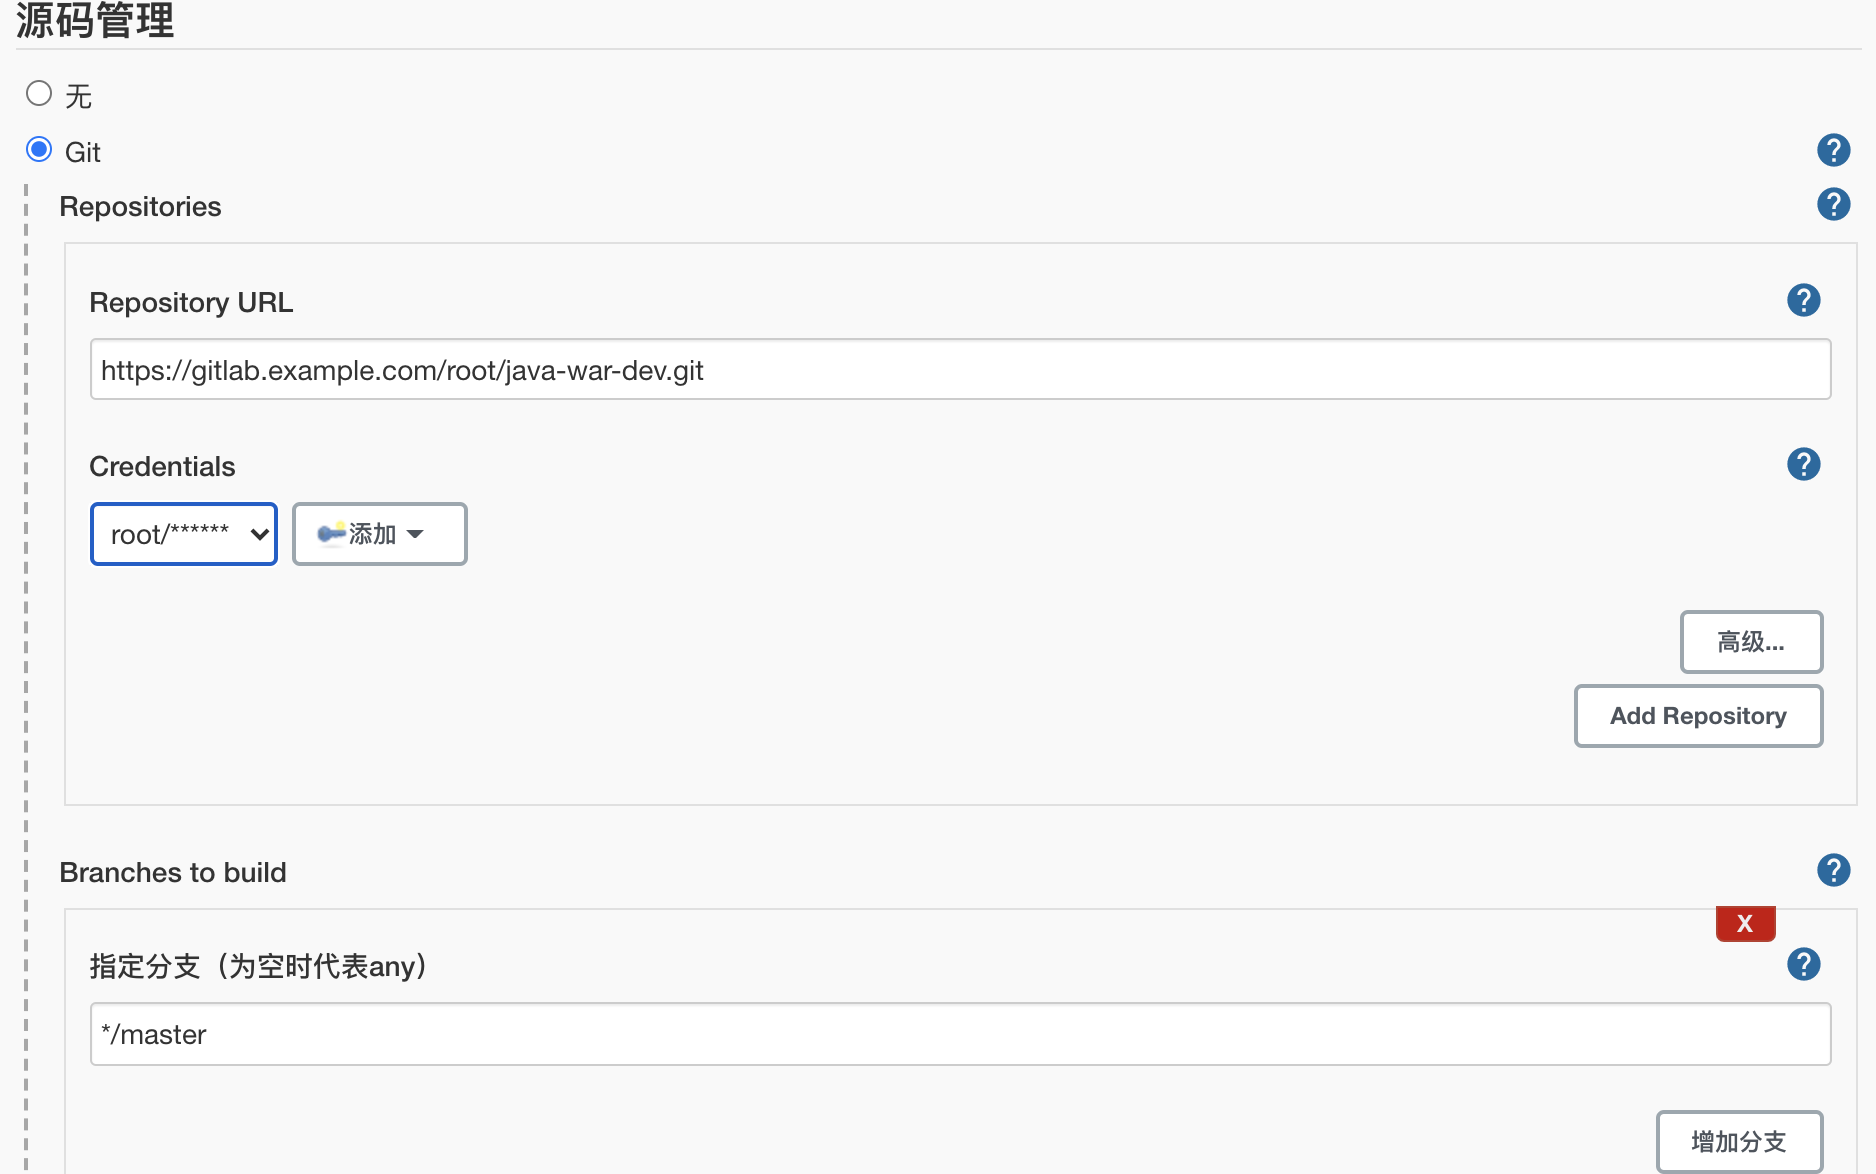 源码管理
无
Git
?
Repositories
?
Repository URL
?
https://gitlab.example.com/root/java-war-dev.git
Credentials
?
root/******
添加
高级...
Add Repository
Branches to build
?
X
指定分支（为空时代表any）
?
*/master
增加分支